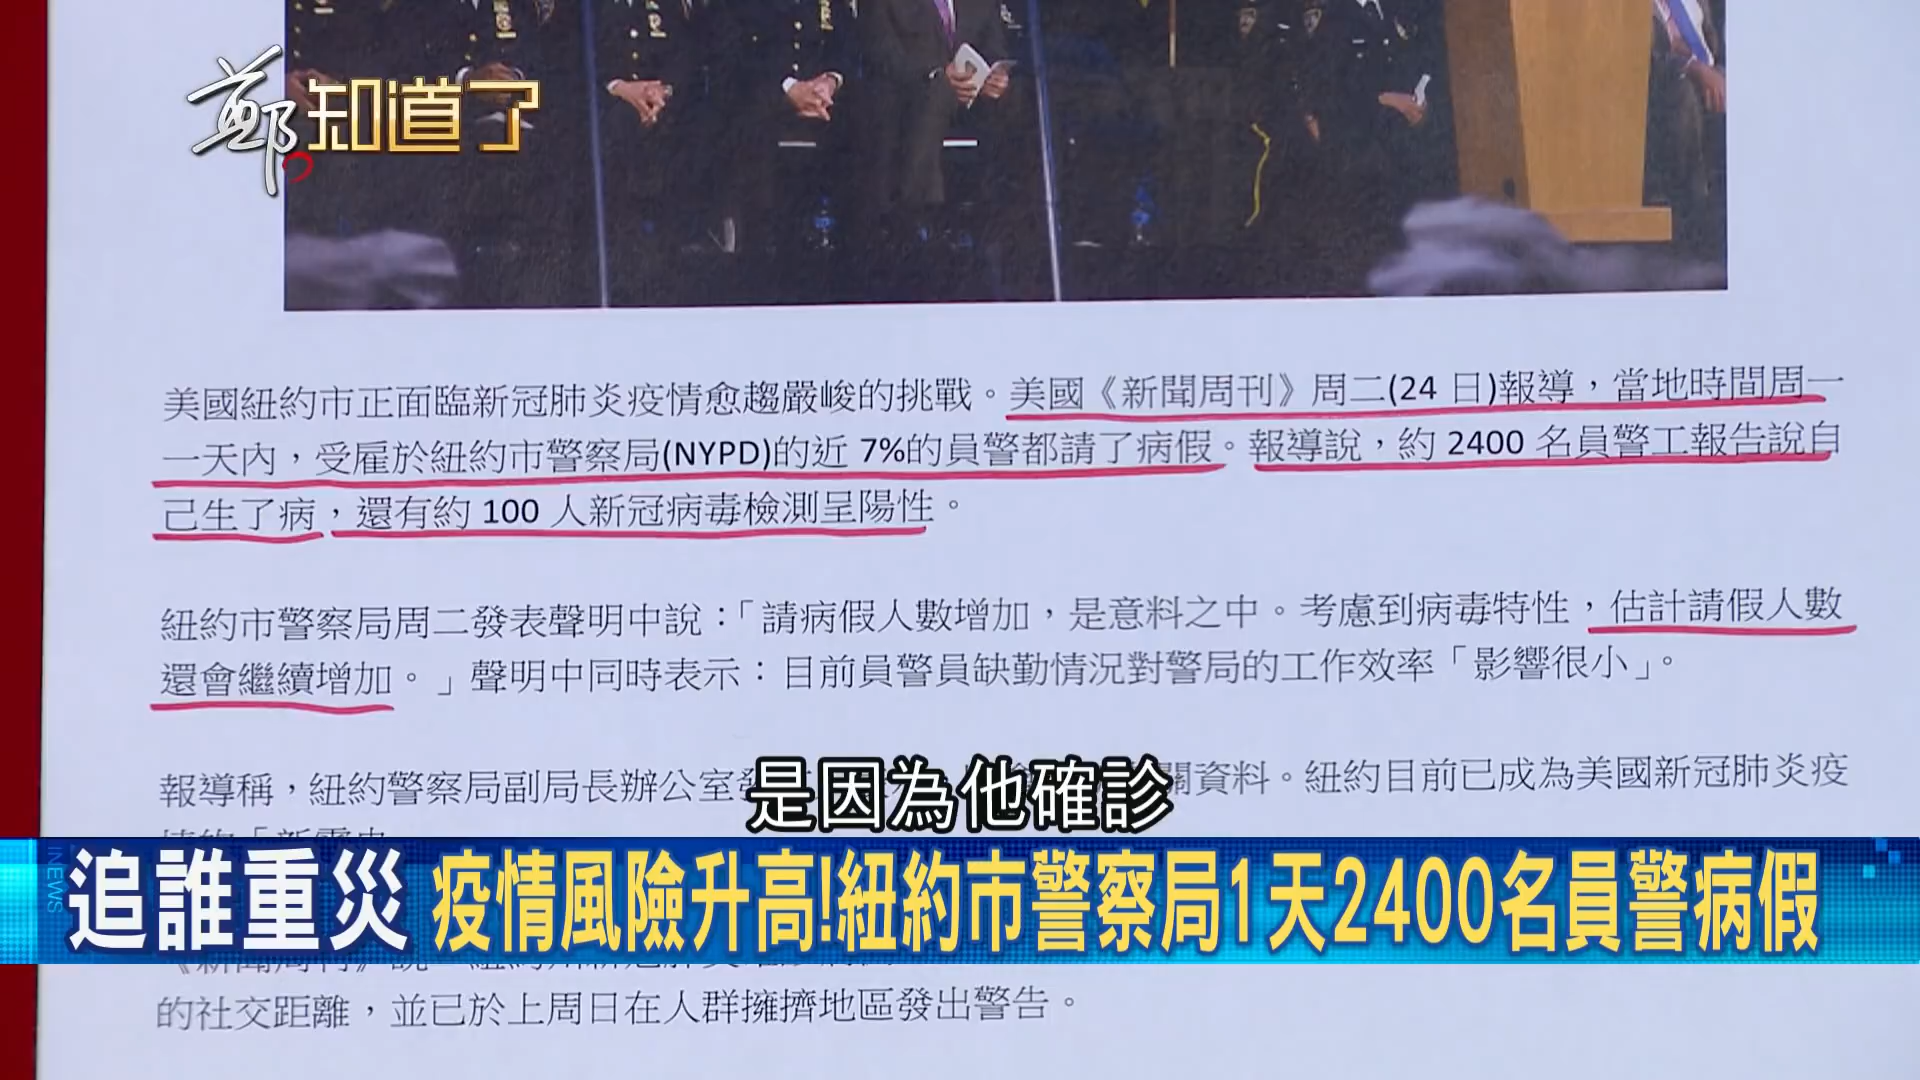 鄭知道了
美國紐約市正面臨新冠肺炎疫情愈趨嚴峻的挑戰。美國《新聞周刊》周二(24 日)報導，當地時間周一
一天內，受雇於紐約市警察局(NYPD)的近 7%的員警都請了病假。報導說，約 2400 名員警工報告說自
己生了病，還有約 100 人新冠病毒檢測呈陽性。
紐約市警察局周二發表聲明中說：「請病假人數增加，是意料之中。考慮到病毒特性，估計請假人數
還會繼續增加。」聲明中同時表示：目前員警員缺勤情況對警局的工作效率「影響很小」。
報導稱，紐約警察局副局長辦公室發
關資料。紐約目前已成為美國新冠肺炎疫
是因為他確診
NEWS
追誰重災 疫情風險升高!紐約市警察局1天2400名員警病假
的社交距離，並已於上周日在人群擁擠地區發出警告。